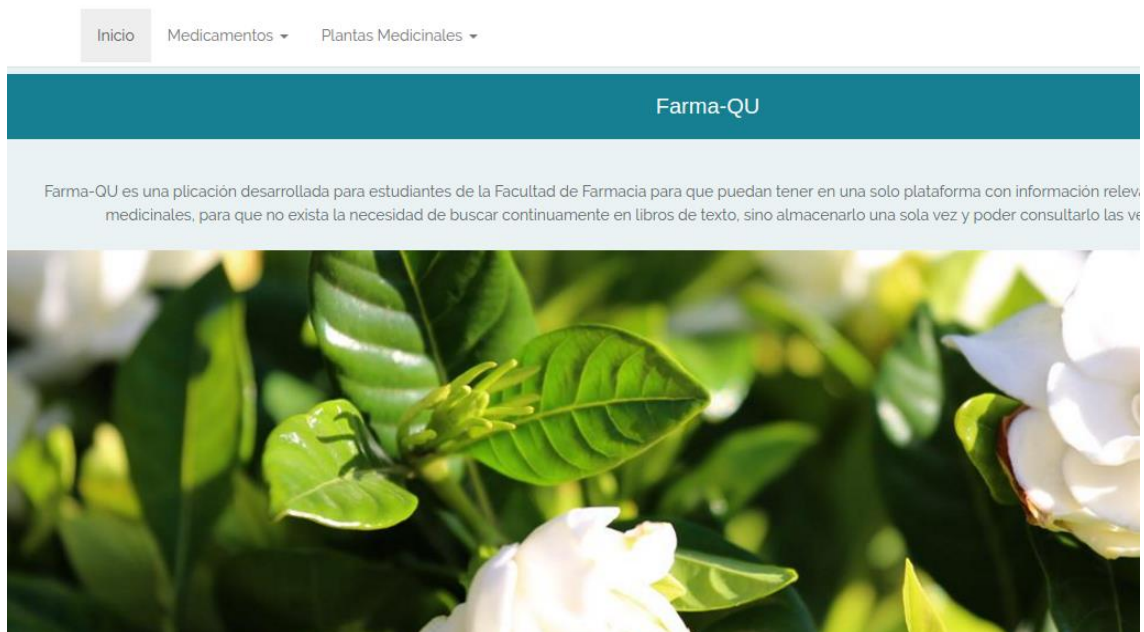 Inicio Medicamentos Plantas Medicinales
Farma-QU
Farma-QU es una plicación desarrollada para estudiantes de la Facultad de Farmacia para que puedan tener en una solo plataforma con información
medicinales, para que no exista la necesidad de buscar continuamente en libros de texto, sino almacenarlo una sola vez y poder consultarlo las